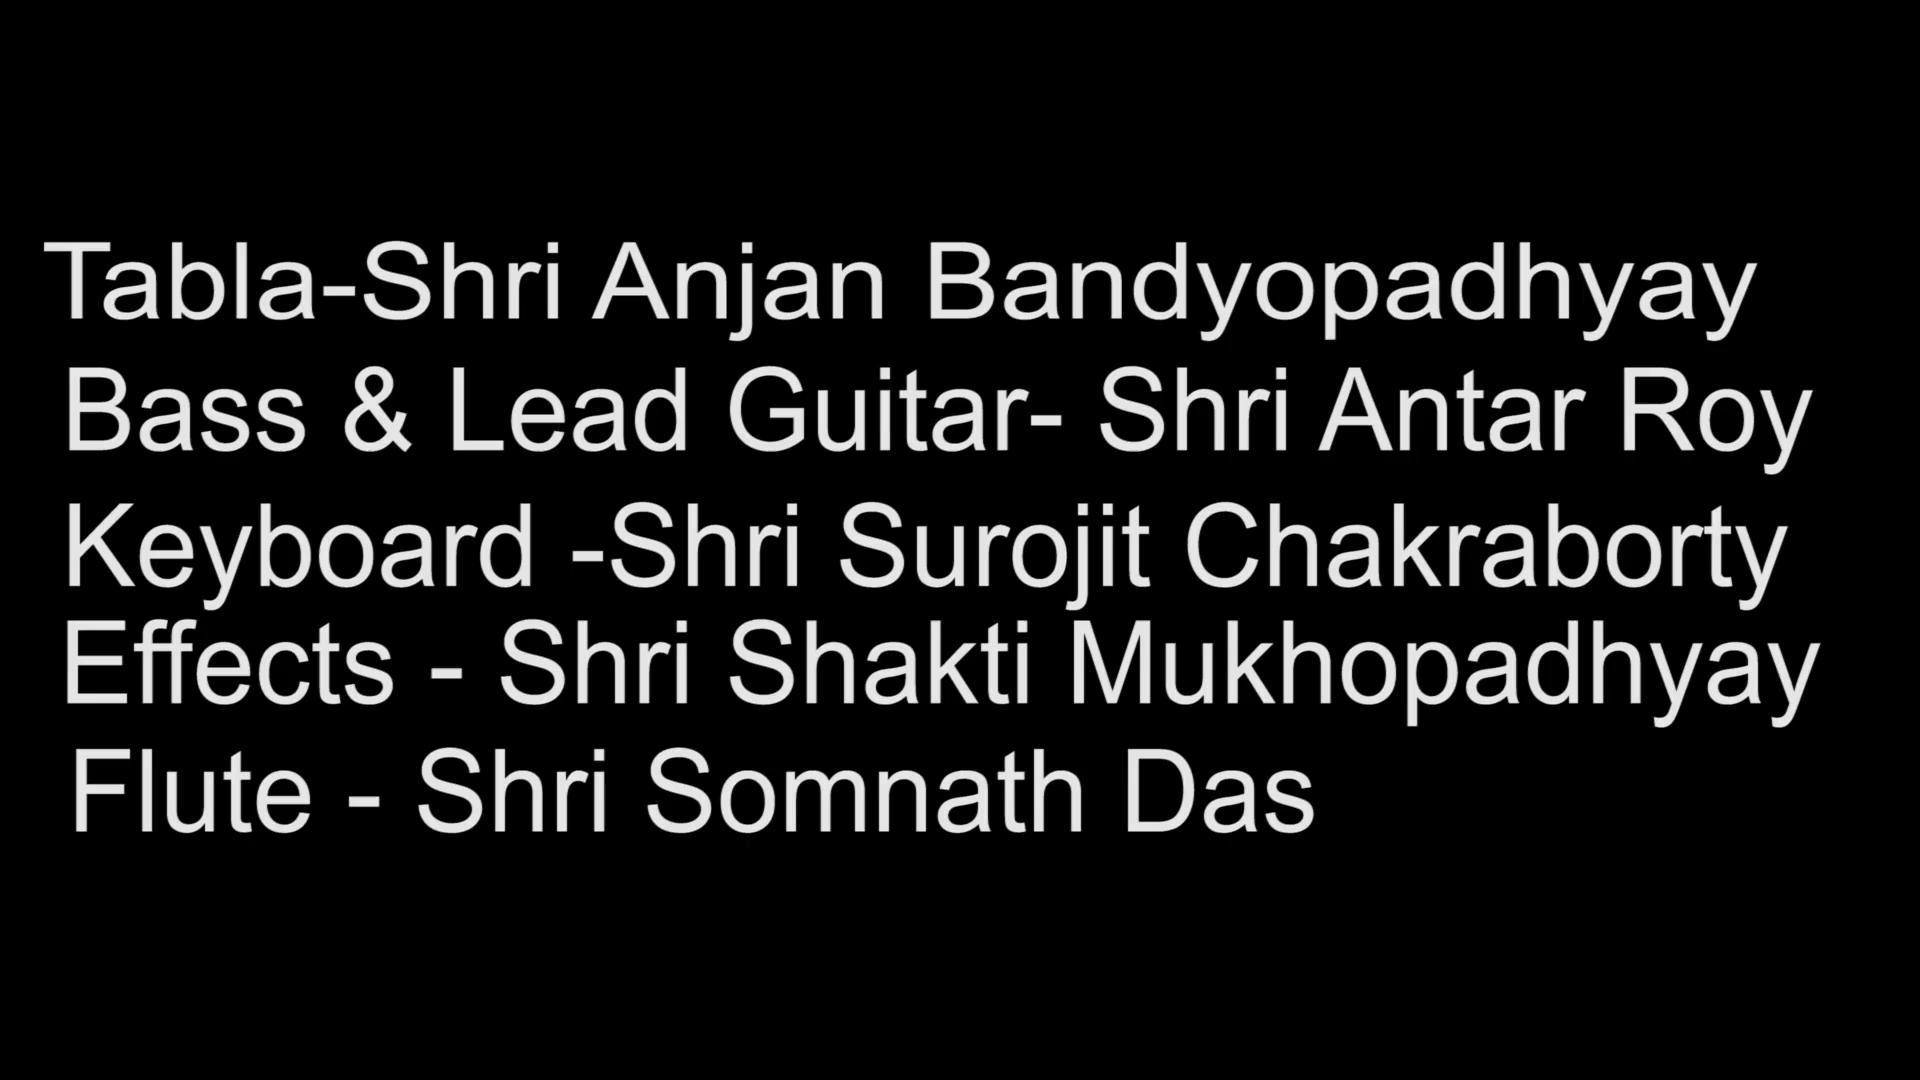 Tabla-Shri Anjan Bandyopadhyay
Bass & Lead Guitar- Shri Antar Roy
Keyboard -Shri Surojit Chakraborty
Effects - Shri Shakti Mukhopadhyay
Flute - Shri Somnath Das